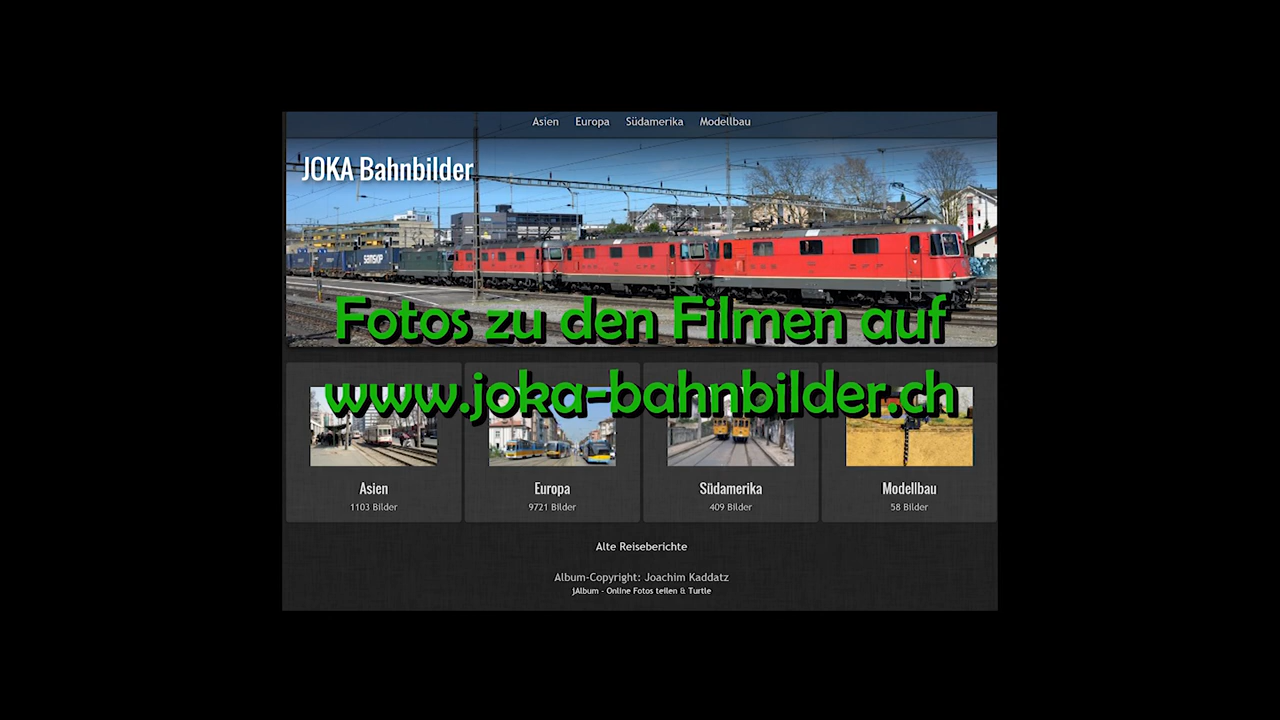 Asien Europa Südamerika Modellbau
JOKA Bahnbilder
samskip
Fotos zu den Filmen auf
www.joka-bahnbilder.ch
Asien Europa Südamerika Modellbau
1103 Bilder 9721 Bilder 409 Bilder 58 Bilder
Alte Reiseberichte
Album-Copyright: Joachim Kaddatz
jAlbum - Online Fotos teilen & Turtle